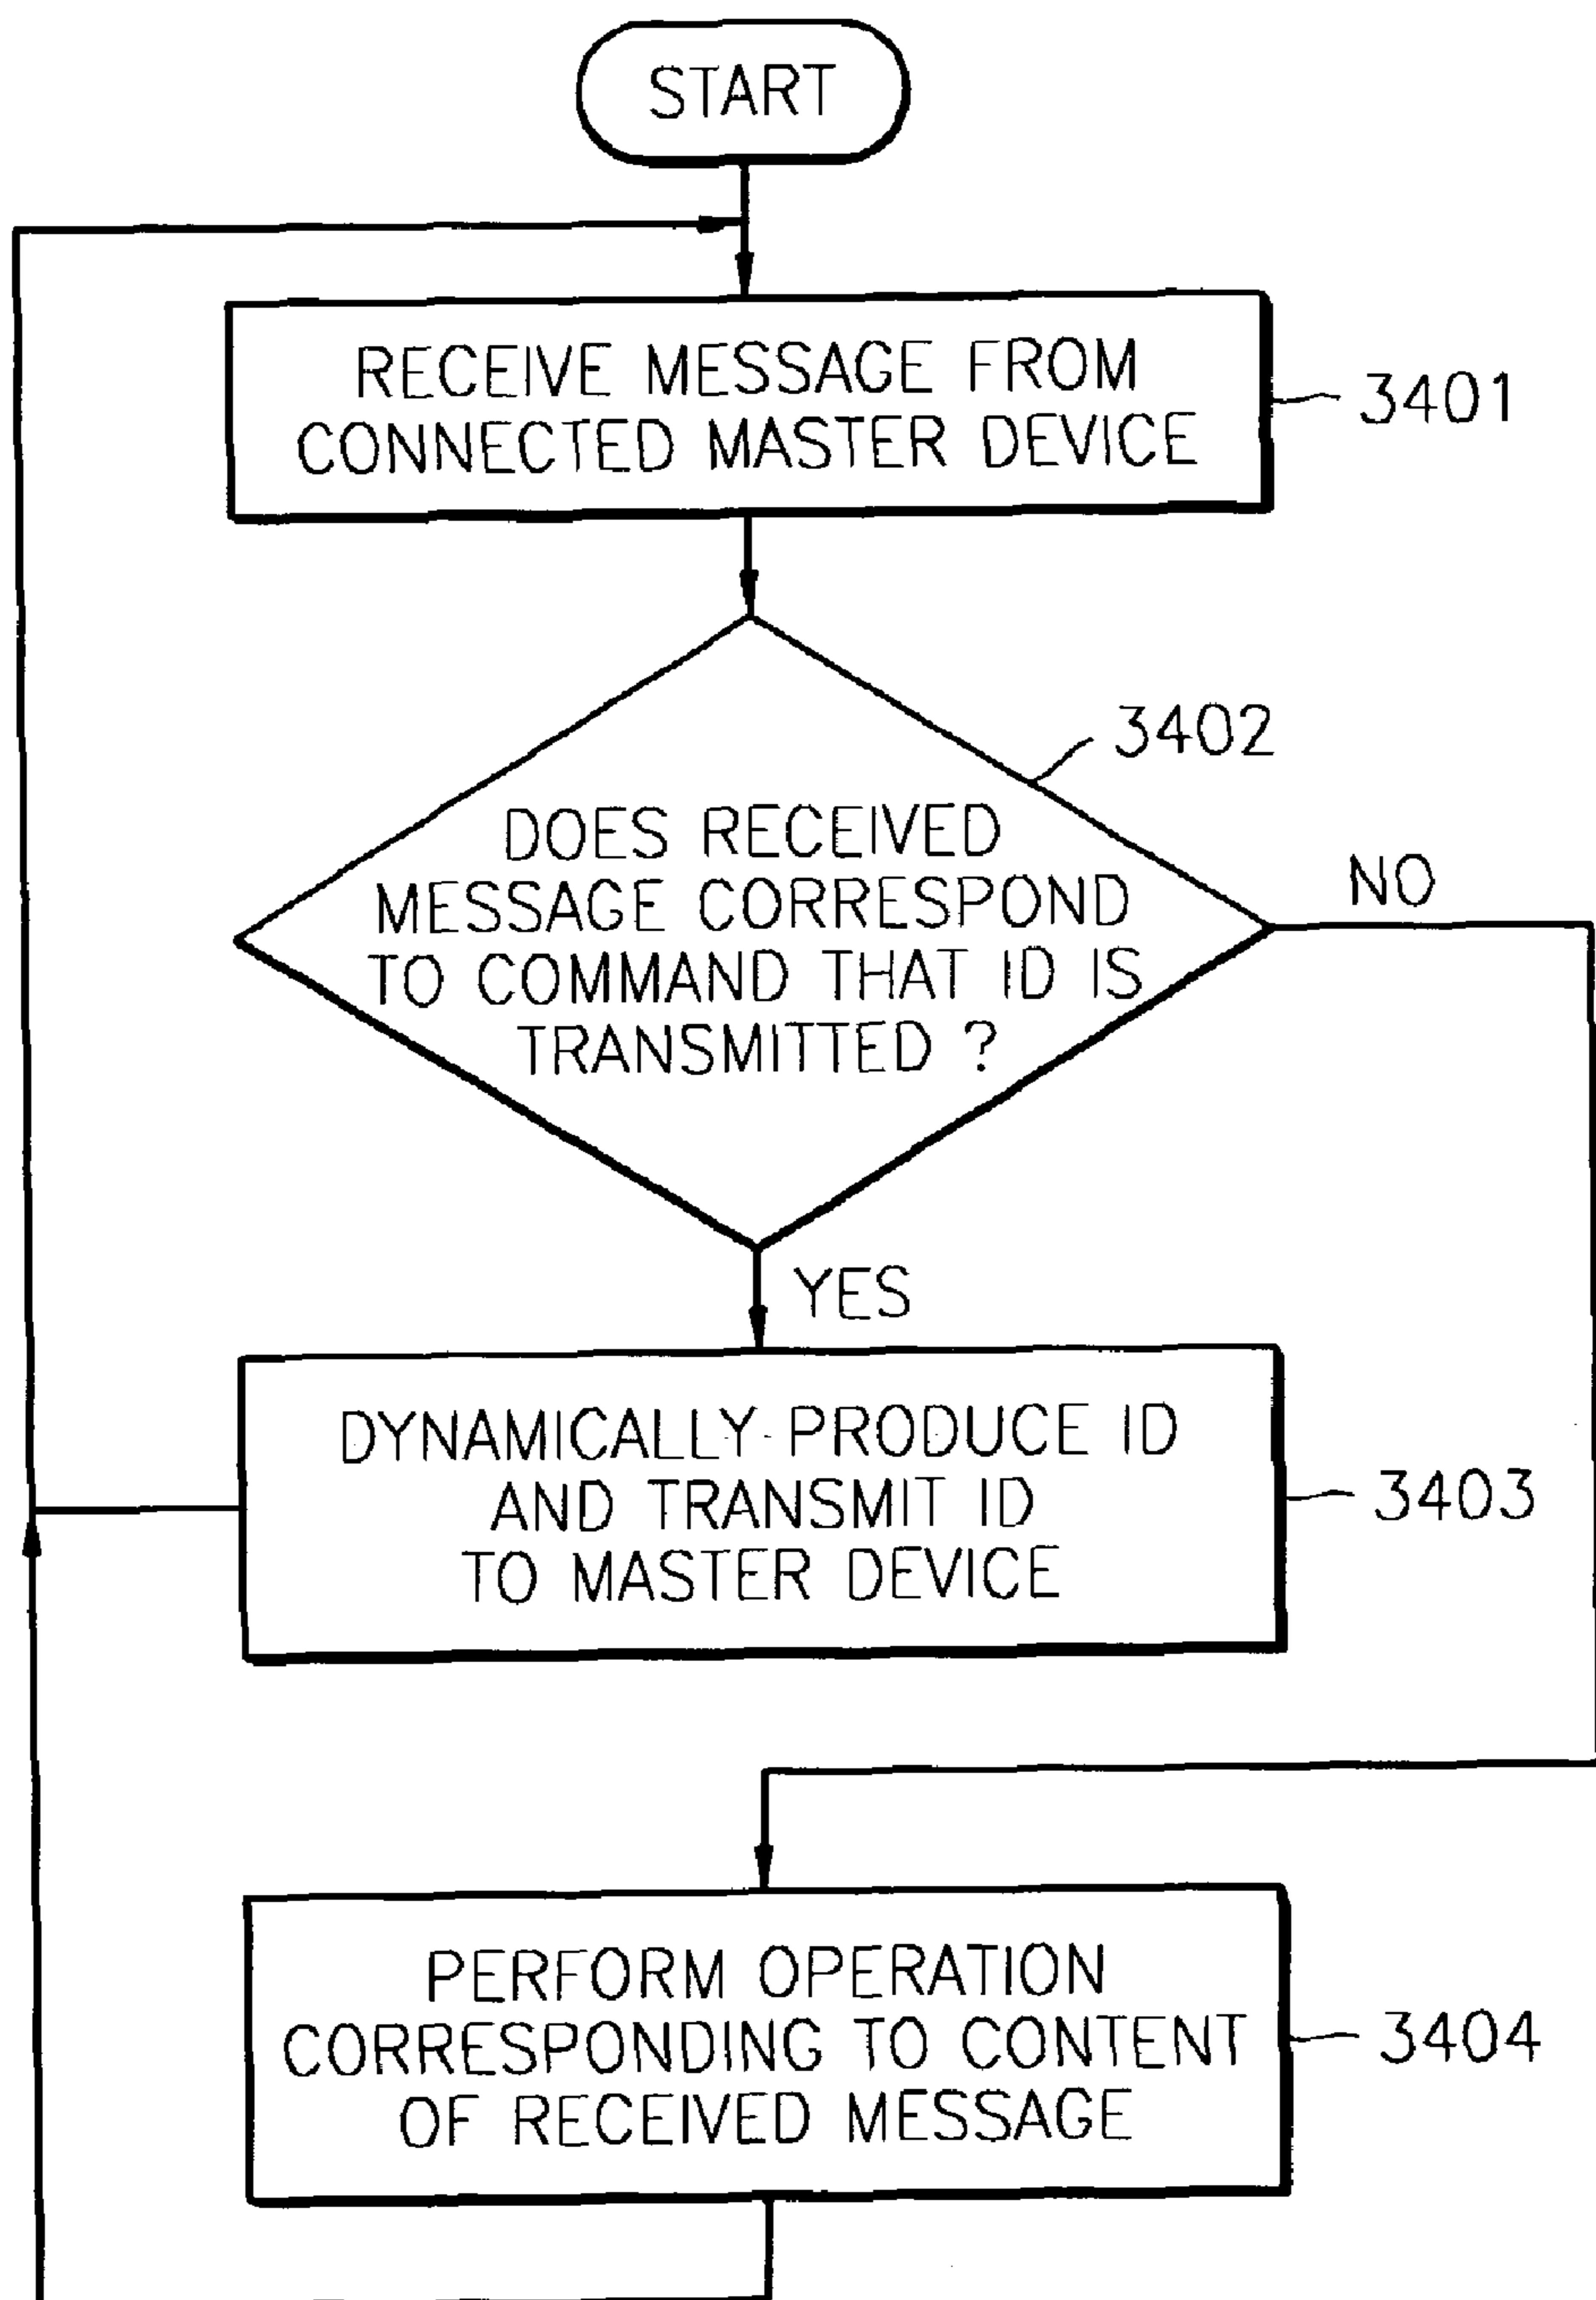 START
RECEIVE MESSAGE FROM
CONNECTED MASTER DEVICE
3401
3402
DOES RECEIVED
MESSAGE CORRESPOND
TO COMMAND THAT ID IS
TRANSMITTED ?
NO
YES
DYNAMICALLY PRODUCE ID
AND TRANSMIT ID
TO MASTER DEVICE
3403
PERFORM OPERATION
CORRESPONDING TO CONTENT
OF RECEIVED MESSAGE
3404